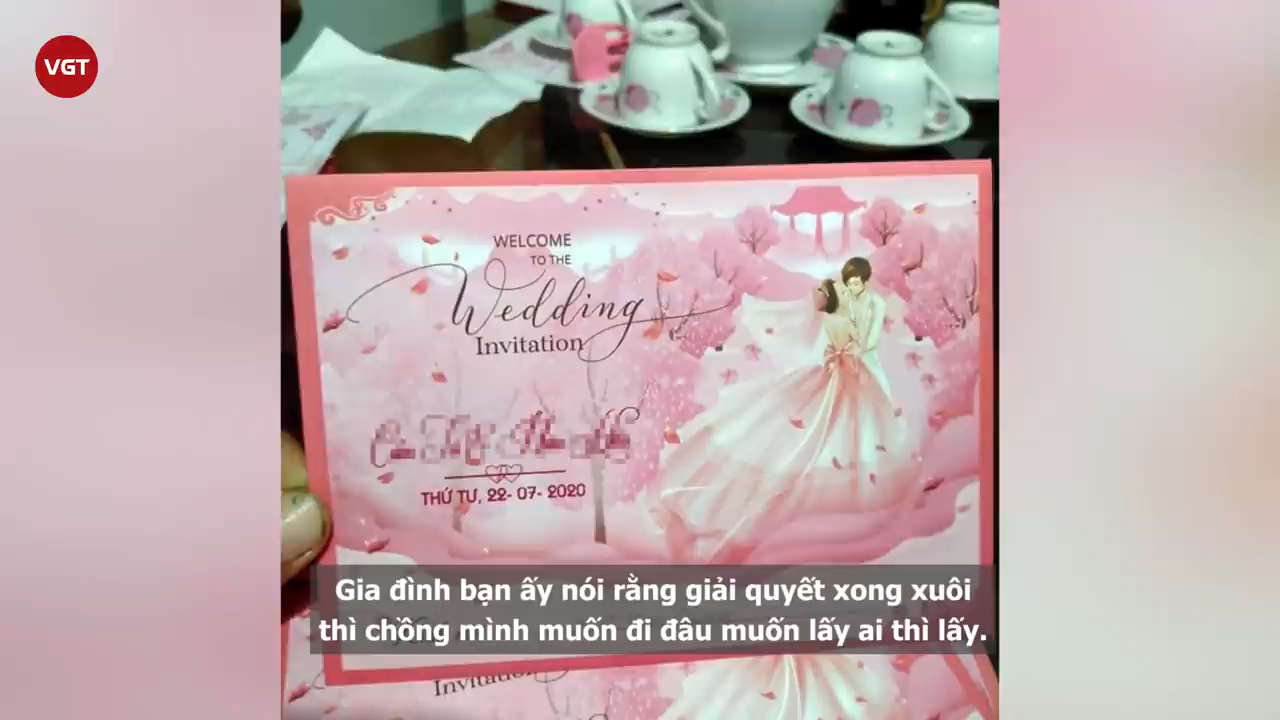 VGT
WELCOME
TO THE
Wedding
Invitation
THỨ TƯ, 22- 07- 2020
Gia đình bạn ấy nói rằng giải quyết xong xuôi
thì chồng mình muốn đi đâu muốn lấy ai thì lấy.
Invitation